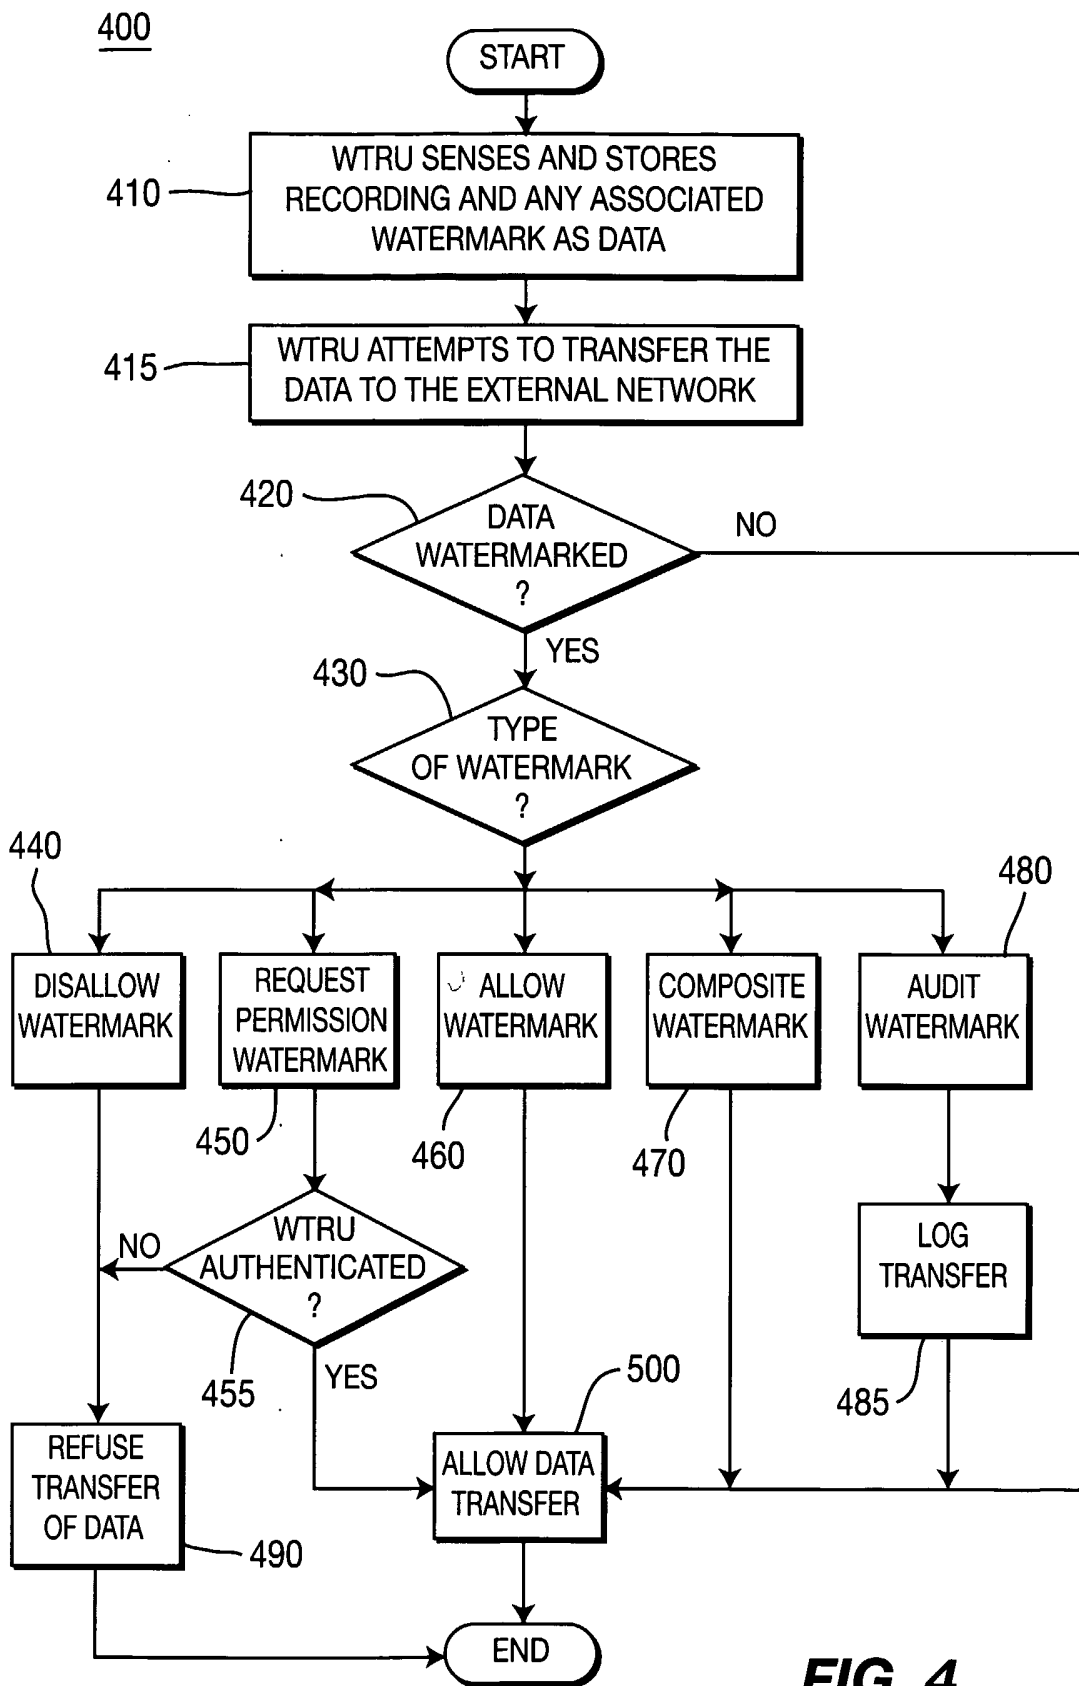 400
START
WTRU SENSES AND STORES
RECORDING AND ANY ASSOCIATED
WATERMARK AS DATA
410
WTRU ATTEMPTS TO TRANSFER THE
DATA TO THE EXTERNAL NETWORK
415
420
DATA
WATERMARKED
?
NO
YES
430
TYPE
OF WATERMARK
?
440
480
DISALLOW
WATERMARK
REQUEST
PERMISSION
WATERMARK
ALLOW
WATERMARK
COMPOSITE
WATERMARK
AUDIT
WATERMARK
450
460
470
WTRU
AUTHENTICATED
?
NO
YES
455
LOG
TRANSFER
485
500
REFUSE
TRANSFER
OF DATA
490
ALLOW DATA
TRANSFER
END
FIG. 4